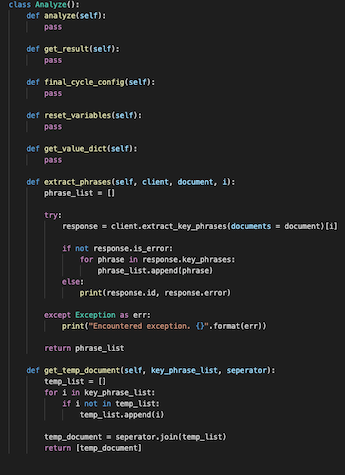 class Analyze():
    def analyze(self):
        pass

    def get_result(self):
        pass

    def final_cycle_config(self):
        pass

    def reset_variables(self):
        pass

    def get_value_dict(self):
        pass

    def extract_phrases(self, client, document, i):
        phrase_list = []

        try:
            response = client.extract_key_phrases(documents = document)[i]

            if not response.is_error:
                for phrase in response.key_phrases:
                    phrase_list.append(phrase)
            else:
                print(response.id, response.error)

        except Exception as err:
            print("Encountered exception. {}".format(err))

        return phrase_list

    def get_temp_document(self, key_phrase_list, seperator):
        temp_list = []
        for i in key_phrase_list:
            if i not in temp_list:
                temp_list.append(i)

        temp_document = seperator.join(temp_list)
        return [temp_document]